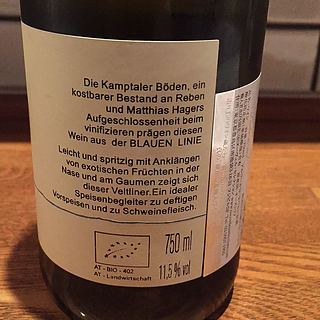 Die Kamptaler Böden, ein
kostbarer Bestand an Reben
und Matthias Hagers
Aufgeschlossenheit beim
vinifizieren prägen diesen
Wein aus der BLAUEN LINIE
Leicht und spritzig mit Anklängen
von exotischen Früchten in der
Nase und am Gaumen zeigt sich
dieser Veltliner.Ein idealer
Speisenbegleiter zu deftigen
Vorspeisen und zu Schweinefleisch.
750 ml
11,5 % vol
AT - BIO - 402
AT - Landwirtschaft